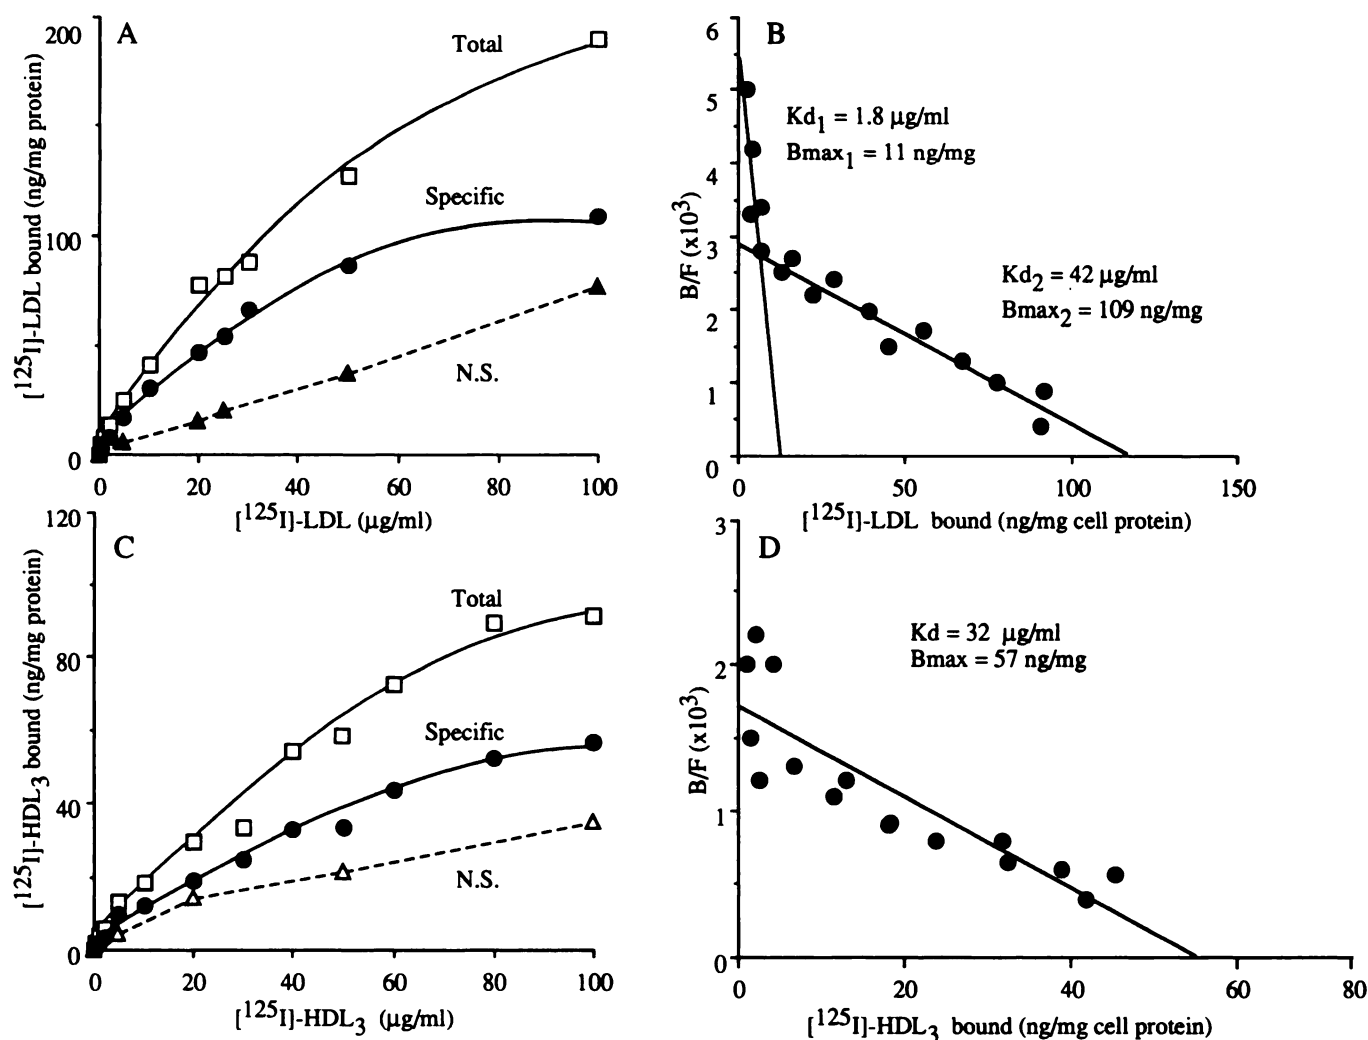 A
200
100
0
[125I]-LDL bound (ng/mg protein)
Total
Specific
N.S.
0 20 40 60 80 100
[125I]-LDL (μg/ml)
B
6
5
4
3
2
1
0
B/F (x10^3)
Kd1 = 1.8 μg/ml
Bmax1 = 11 ng/mg
Kd2 = 42 μg/ml
Bmax2 = 109 ng/mg
0 50 100 150
[125I]-LDL bound (ng/mg cell protein)
C
120
80
40
0
[125I]-HDL3 bound (ng/mg protein)
Total
Specific
N.S.
0 20 40 60 80 100
[125I]-HDL3 (μg/ml)
D
3
2
1
0
B/F (x10^3)
Kd = 32 μg/ml
Bmax = 57 ng/mg
0 20 40 60 80
[125I]-HDL3 bound (ng/mg cell protein)